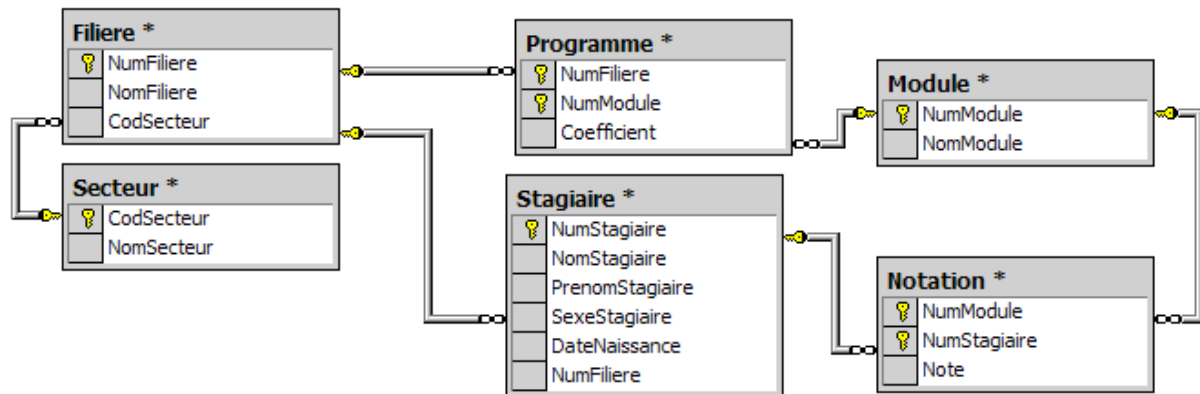 Filiere *
NumFiliere
NomFiliere
CodSecteur
Secteur *
CodSecteur
NomSecteur
Programme *
NumFiliere
NumModule
Coefficient
Stagiaire *
NumStagiaire
NomStagiaire
PrenomStagiaire
SexeStagiaire
DateNaissance
NumFiliere
Module *
NumModule
NomModule
Notation *
NumModule
NumStagiaire
Note